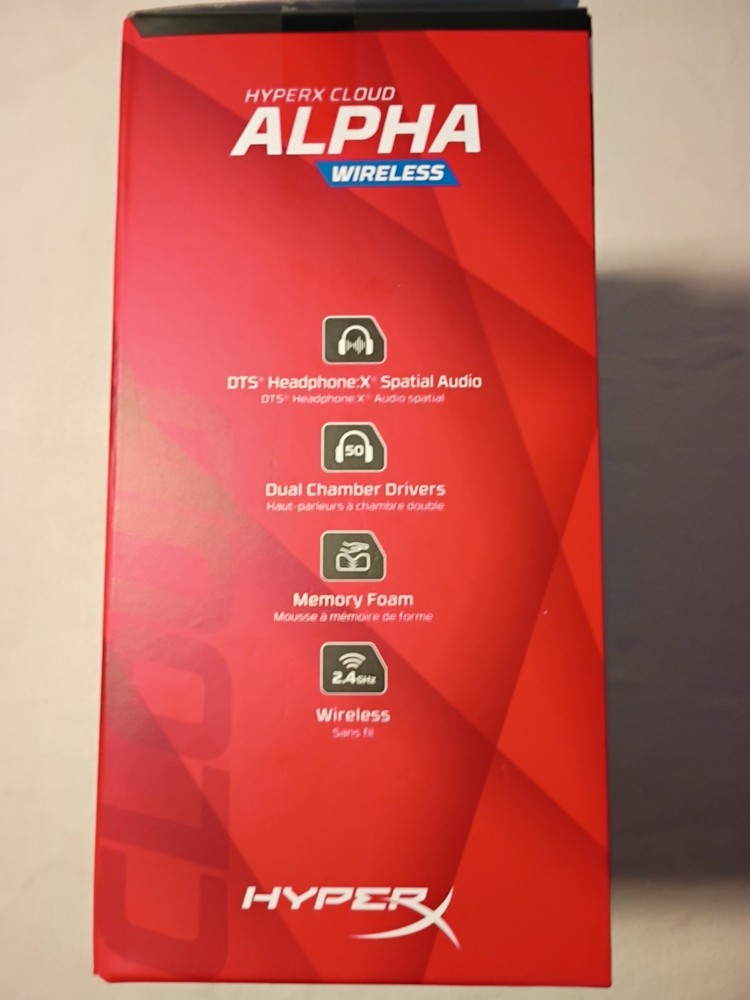 HYPERX CLOUD
ALPHA
WIRELESS
DTS® Headphone:X® Spatial Audio
DTS® Headphone:X® Audio spatial
50
Dual Chamber Drivers
Haut-parleurs à chambre double
Memory Foam
Mousse à mémoire de forme
2.4GHz
Wireless
Sans fil
CLOUD
HYPERX